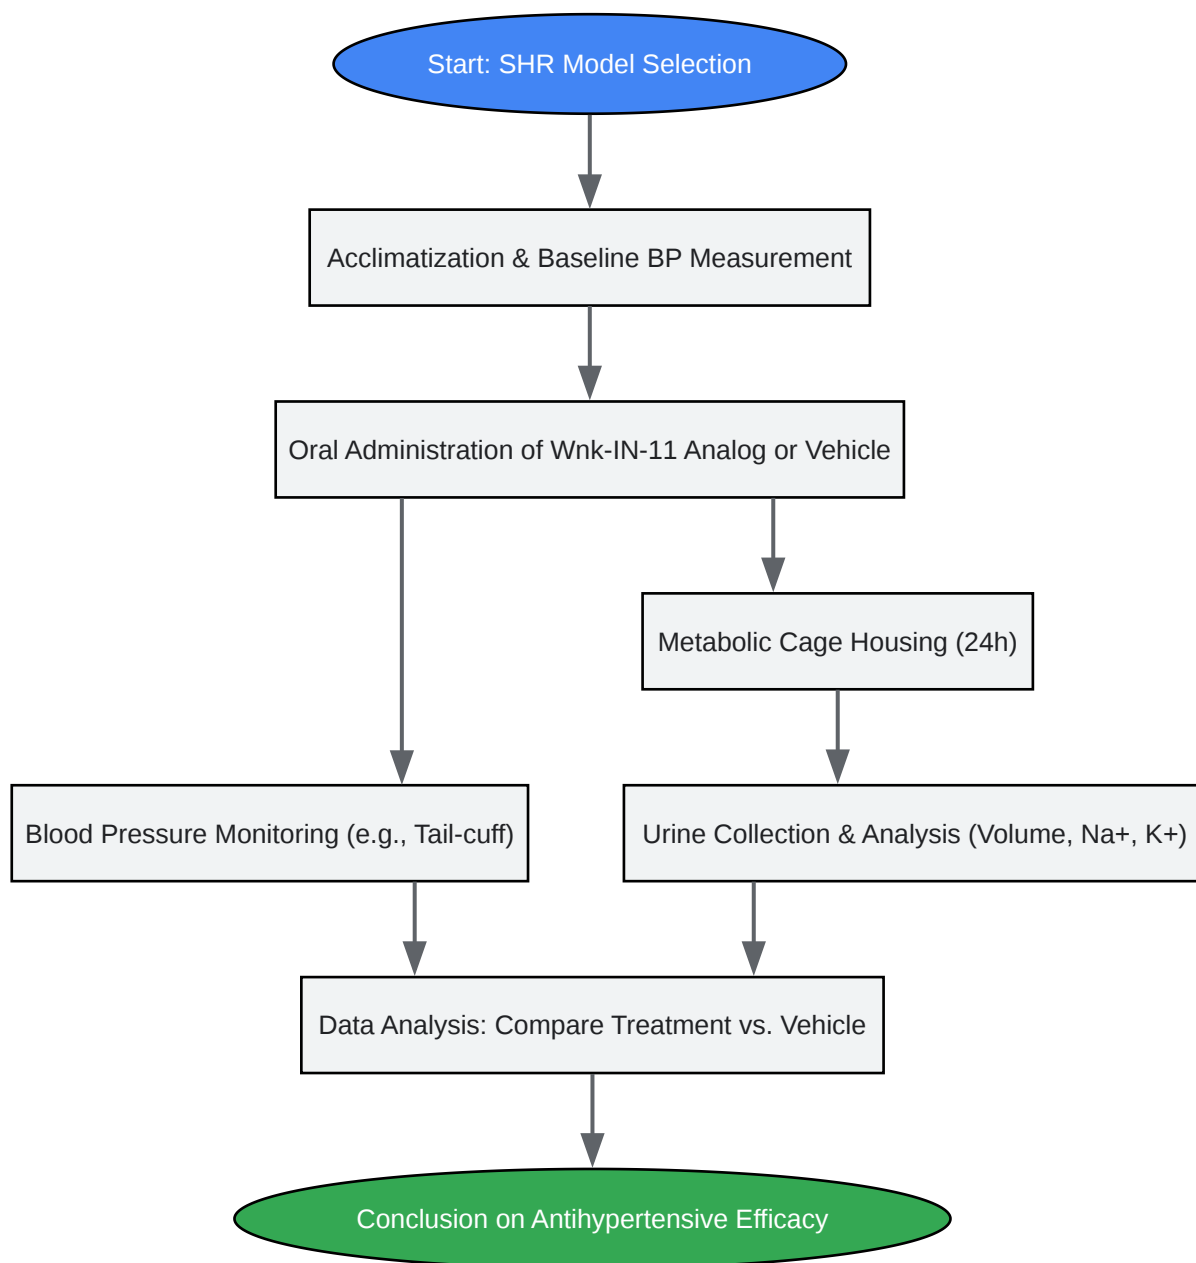 Start: SHR Model Selection
Acclimatization & Baseline BP Measurement
Oral Administration of Wnk-IN-11 Analog or Vehicle
Metabolic Cage Housing (24h)
Blood Pressure Monitoring (e.g., Tail-cuff)
Urine Collection & Analysis (Volume, Na+, K+)
Data Analysis: Compare Treatment vs. Vehicle
Conclusion on Antihypertensive Efficacy